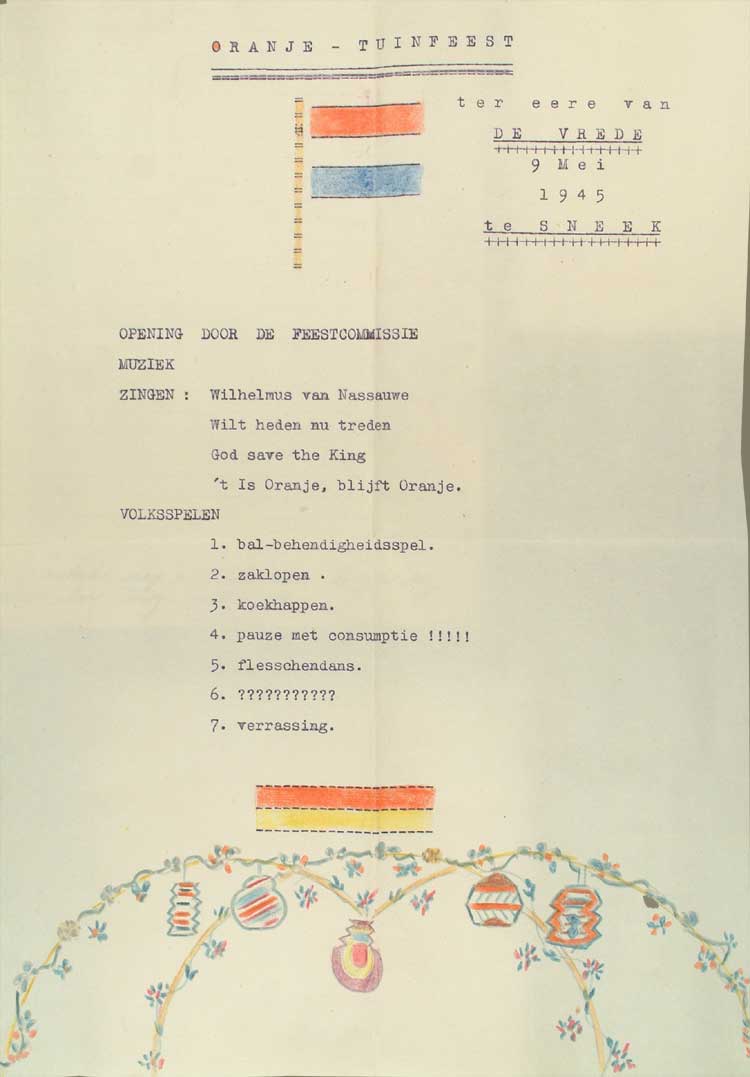 ORANJE - TUINFEEST
ter eere van
DE VREDE
9 Mei
1945
te SNEEK
OPENING DOOR DE FEESTCOMMISSIE
MUZIEK
ZINGEN : Wilhelmus van Nassauwe
Wilt heden nu treden
God save the King
't Is Oranje, blijft Oranje.
VOLKSSPELEN
1. bal-behendigheidsspel.
2. zaklopen .
3. koekhappen.
4. pauze met consumptie !!!!!
5. flesschendans.
6. ???????????
7. verrassing.